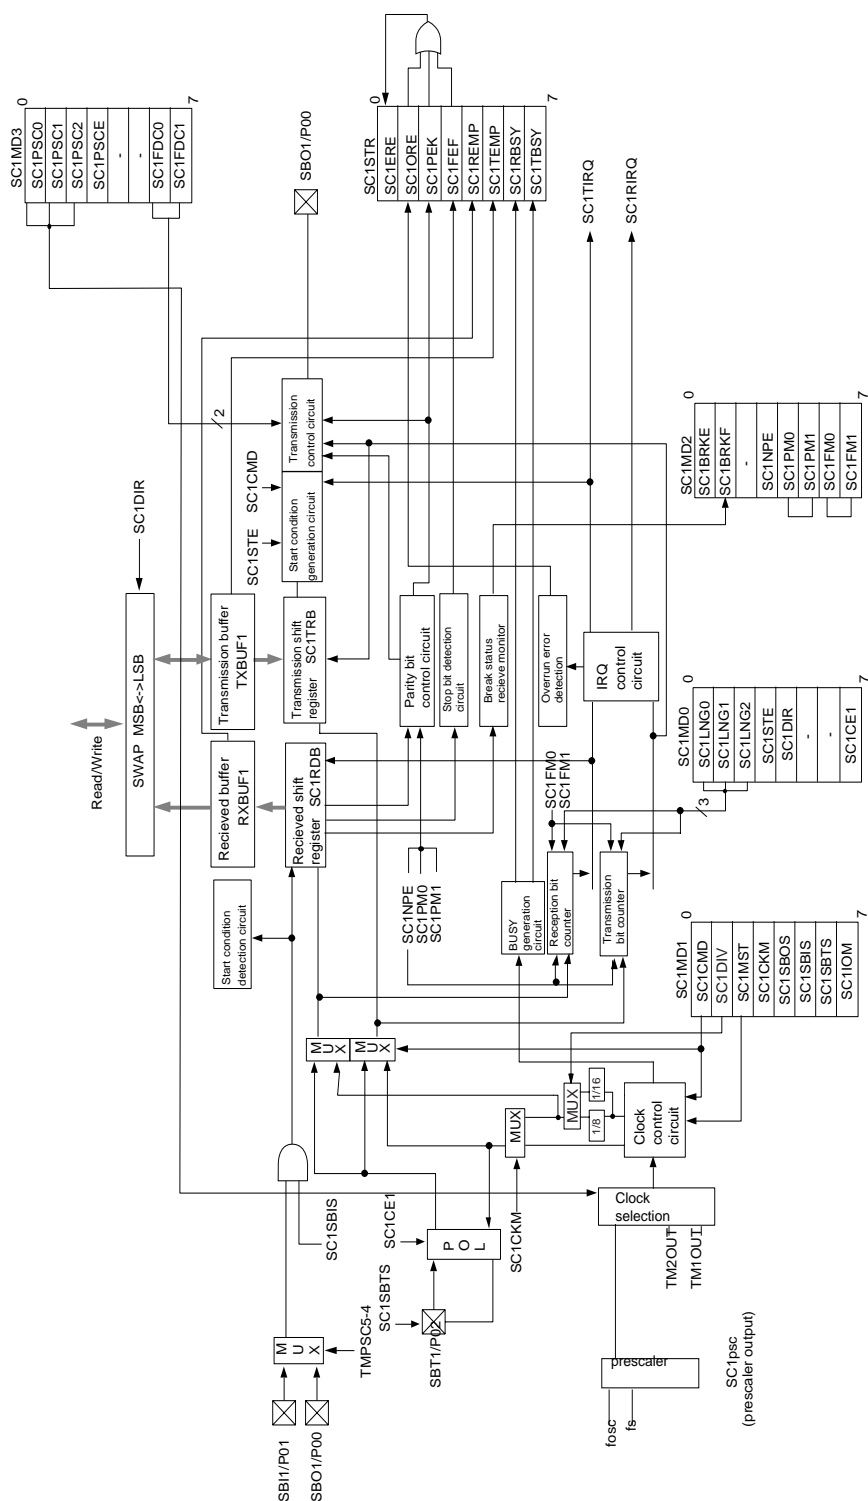 SC1MD3
0
SC1PSC0
SC1PSC1
SC1PSC2
SC1PSCE
-
-
SC1FDC0
SC1FDC1
7
SBO1/P00
SC1STR
0
SC1ERE
SC1ORE
SC1PEK
SC1FEF
SC1REMP
SC1TEMP
SC1RBSY
SC1TBSY
7
SC1TIRQ
SC1RIRQ
SC1MD2
0
SC1BRKE
SC1BRKF
-
SC1NPE
SC1PM0
SC1PM1
SC1FM0
SC1FM1
7
SC1MD0
0
SC1LNG0
SC1LNG1
SC1LNG2
SC1STE
SC1DIR
-
-
SC1CE1
7
3
SC1MD1
0
SC1CMD
SC1DIV
SC1MST
SC1CKM
SC1SBOS
SC1SBIS
SC1SBTS
SC1IOM
7
Read/Write
SWAP MSB<->LSB
SC1DIR
Recieved buffer
RXBUF1
Transmission buffer
TXBUF1
Recieved shift
register SC1RDB
Transmission shift
register SC1TRB
Start condition
generation circuit
SC1STE
SC1CMD
Transmission
control circuit
2
Start condition
detection circuit
Parity bit
control circuit
Stop bit detection
circuit
Break status
recieve monitor
Overrun error
detection
IRQ control
circuit
SC1NPE
SC1PM0
SC1PM1
SC1FM0
SC1FM1
BUSY
generation
circuit
Reception bit
counter
Transmission
bit counter
MUX
MUX
MUX
MUX
1/8
1/16
Clock
control
circuit
SC1CKM
Clock
selection
TM2OUT
TM1OUT
prescaler
fosc
fs
SC1psc
(prescaler output)
POL
SC1CE1
SC1SBTS
SBT1/P02
SC1SBIS
MUX
TMPSC5-4
SBI1/P01
SBO1/P00